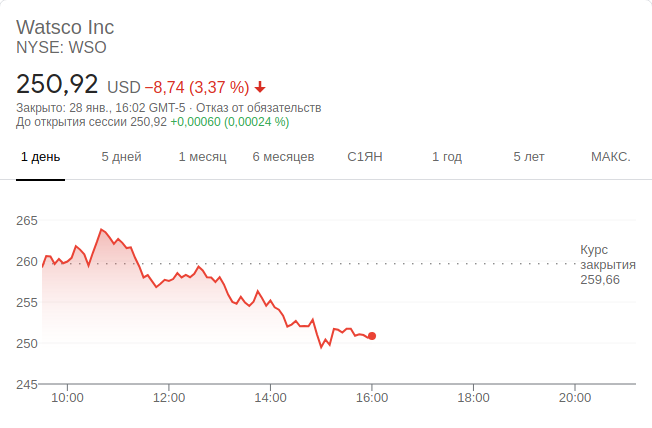 Watsco Inc
NYSE: WSO
250,92 USD −8,74 (3,37 %)
Закрыто: 28 янв., 16:02 GMT-5 · Отказ от обязательств
До открытия сессии 250,92 +0,00060 (0,00024 %)
1 день 5 дней 1 месяц 6 месяцев С1ЯН 1 год 5 лет МАКС.
265
260
255
250
245
Курс
закрытия
259,66
10:00 12:00 14:00 16:00 18:00 20:00